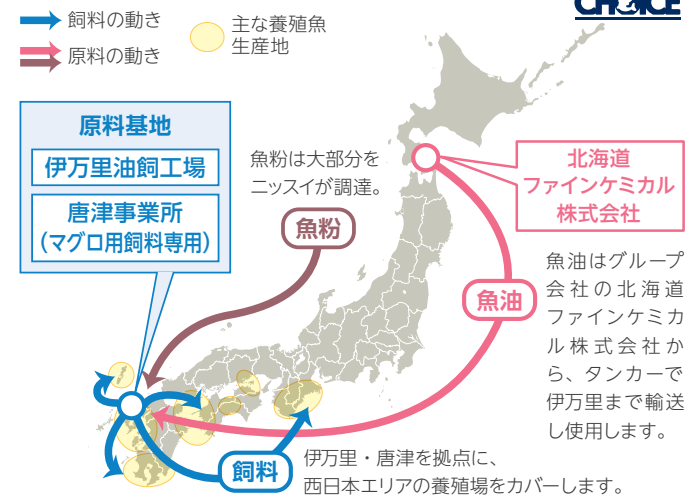 CHOICE
飼料の動き
原料の動き
主な養殖魚
生産地
原料基地
伊万里油飼工場
唐津事業所
（マグロ用飼料専用）
魚粉は大部分を
ニッスイが調達。
魚粉
北海道
ファインケミカル
株式会社
魚油
魚油はグループ
会社の北海道
ファインケミカ
ル株式会社か
ら、タンカーで
伊万里まで輸送
し使用します。
飼料
伊万里・唐津を拠点に、
西日本エリアの養殖場をカバーします。